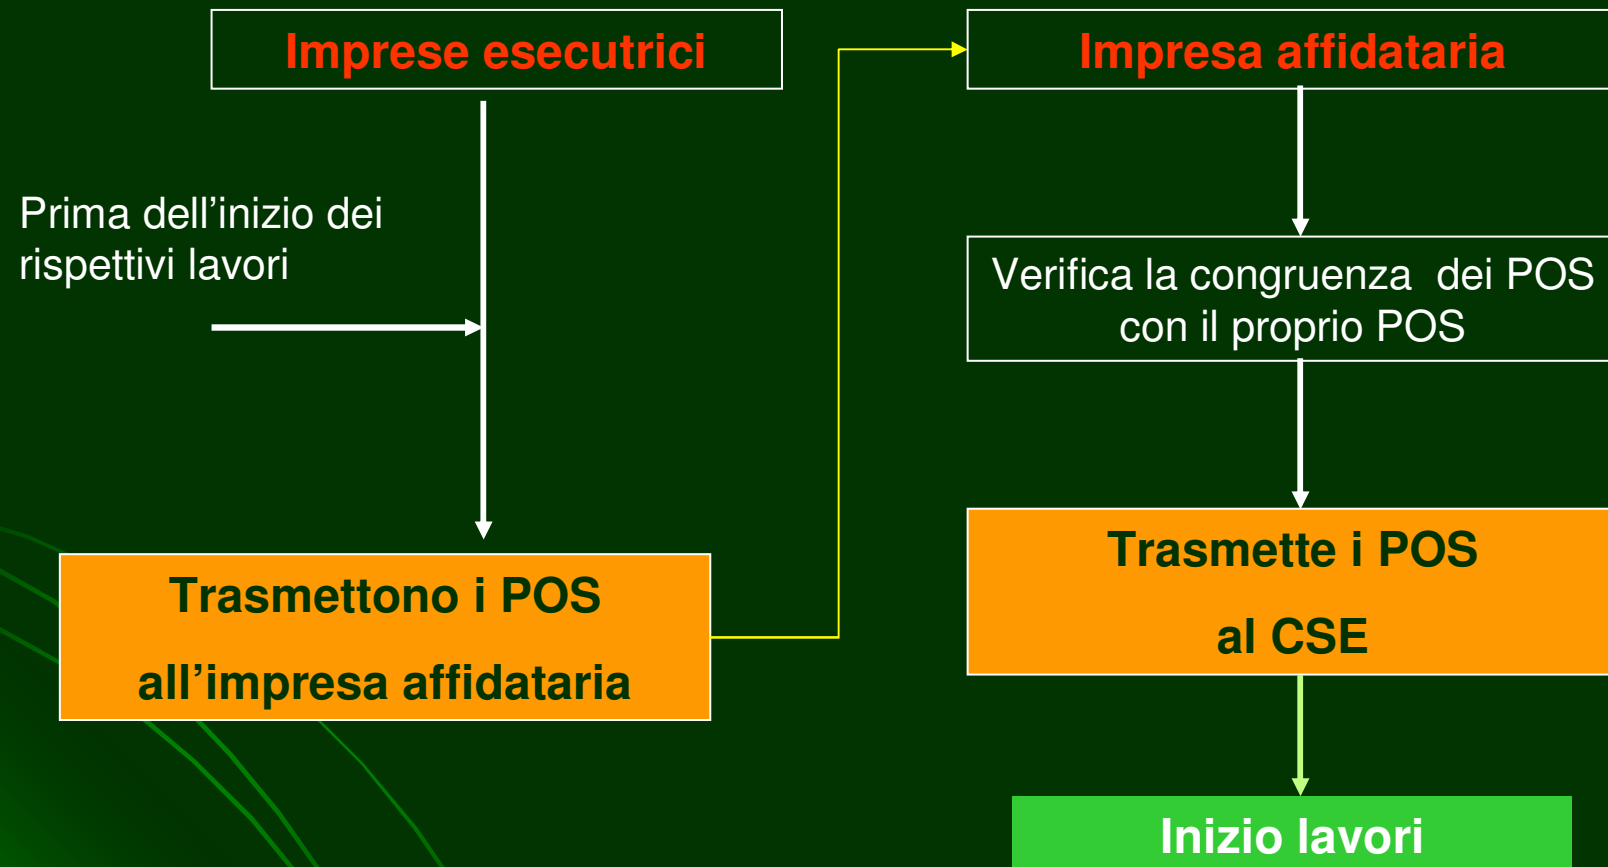 Imprese esecutrici
Prima dell’inizio dei
rispettivi lavori
Trasmettono i POS
all’impresa affidataria
Impresa affidataria
Verifica la congruenza  dei POS
con il proprio POS
Trasmette i POS
al CSE
Inizio lavori